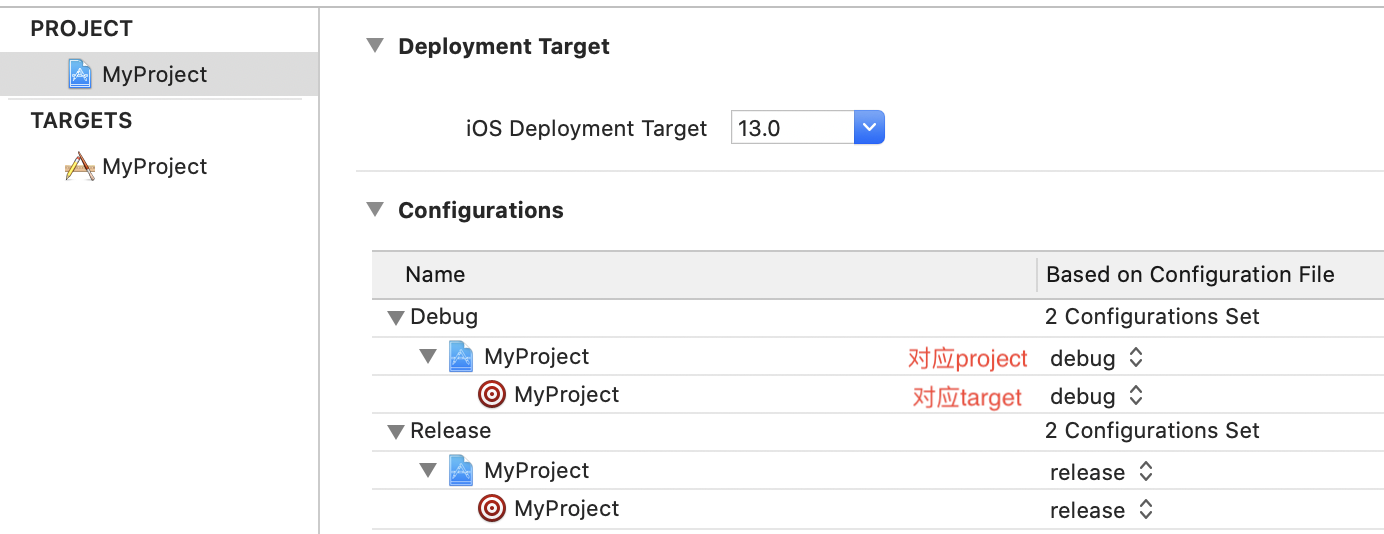 PROJECT
MyProject
TARGETS
MyProject
Deployment Target
iOS Deployment Target 13.0
Configurations
Name Based on Configuration File
Debug 2 Configurations Set
MyProject 对应project debug
MyProject 对应target debug
Release 2 Configurations Set
MyProject release
MyProject release